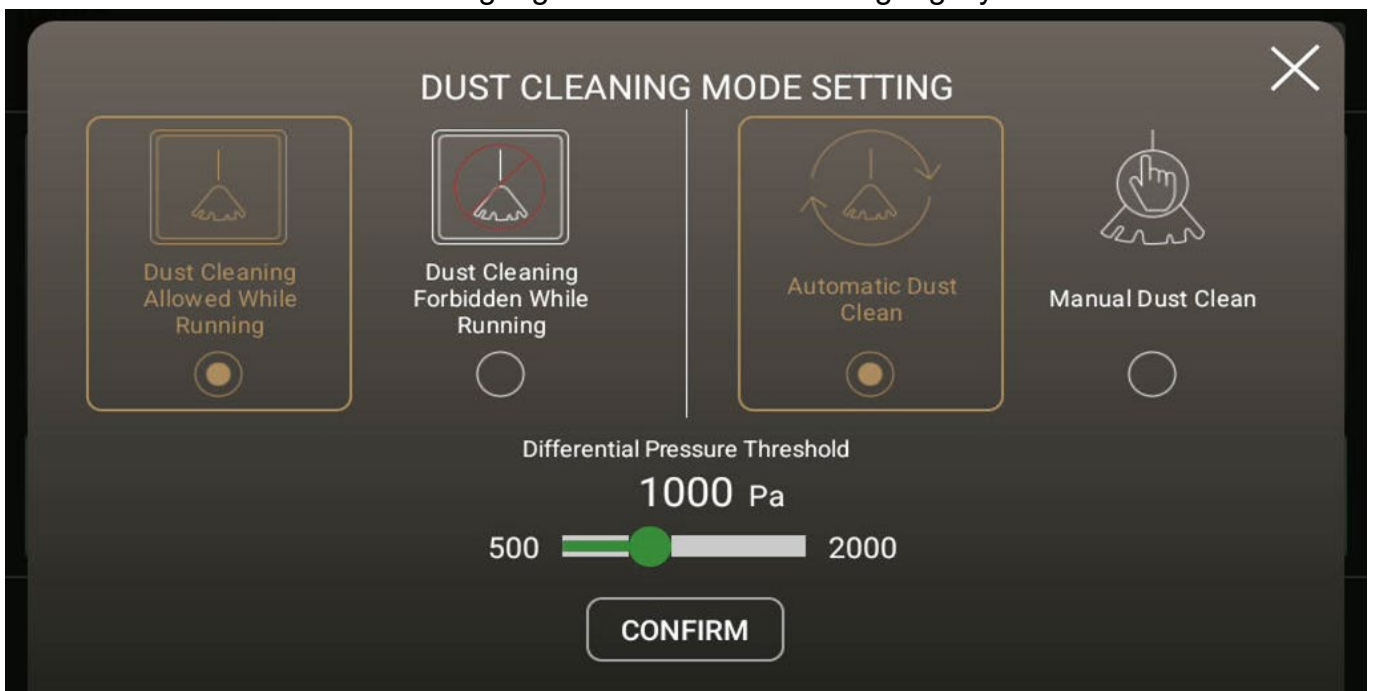 DUST CLEANING MODE SETTING
Dust Cleaning
Allowed While
Running
Dust Cleaning
Forbidden While
Running
Automatic Dust
Clean
Manual Dust Clean
Differential Pressure Threshold
1000 Pa
500 2000
CONFIRM